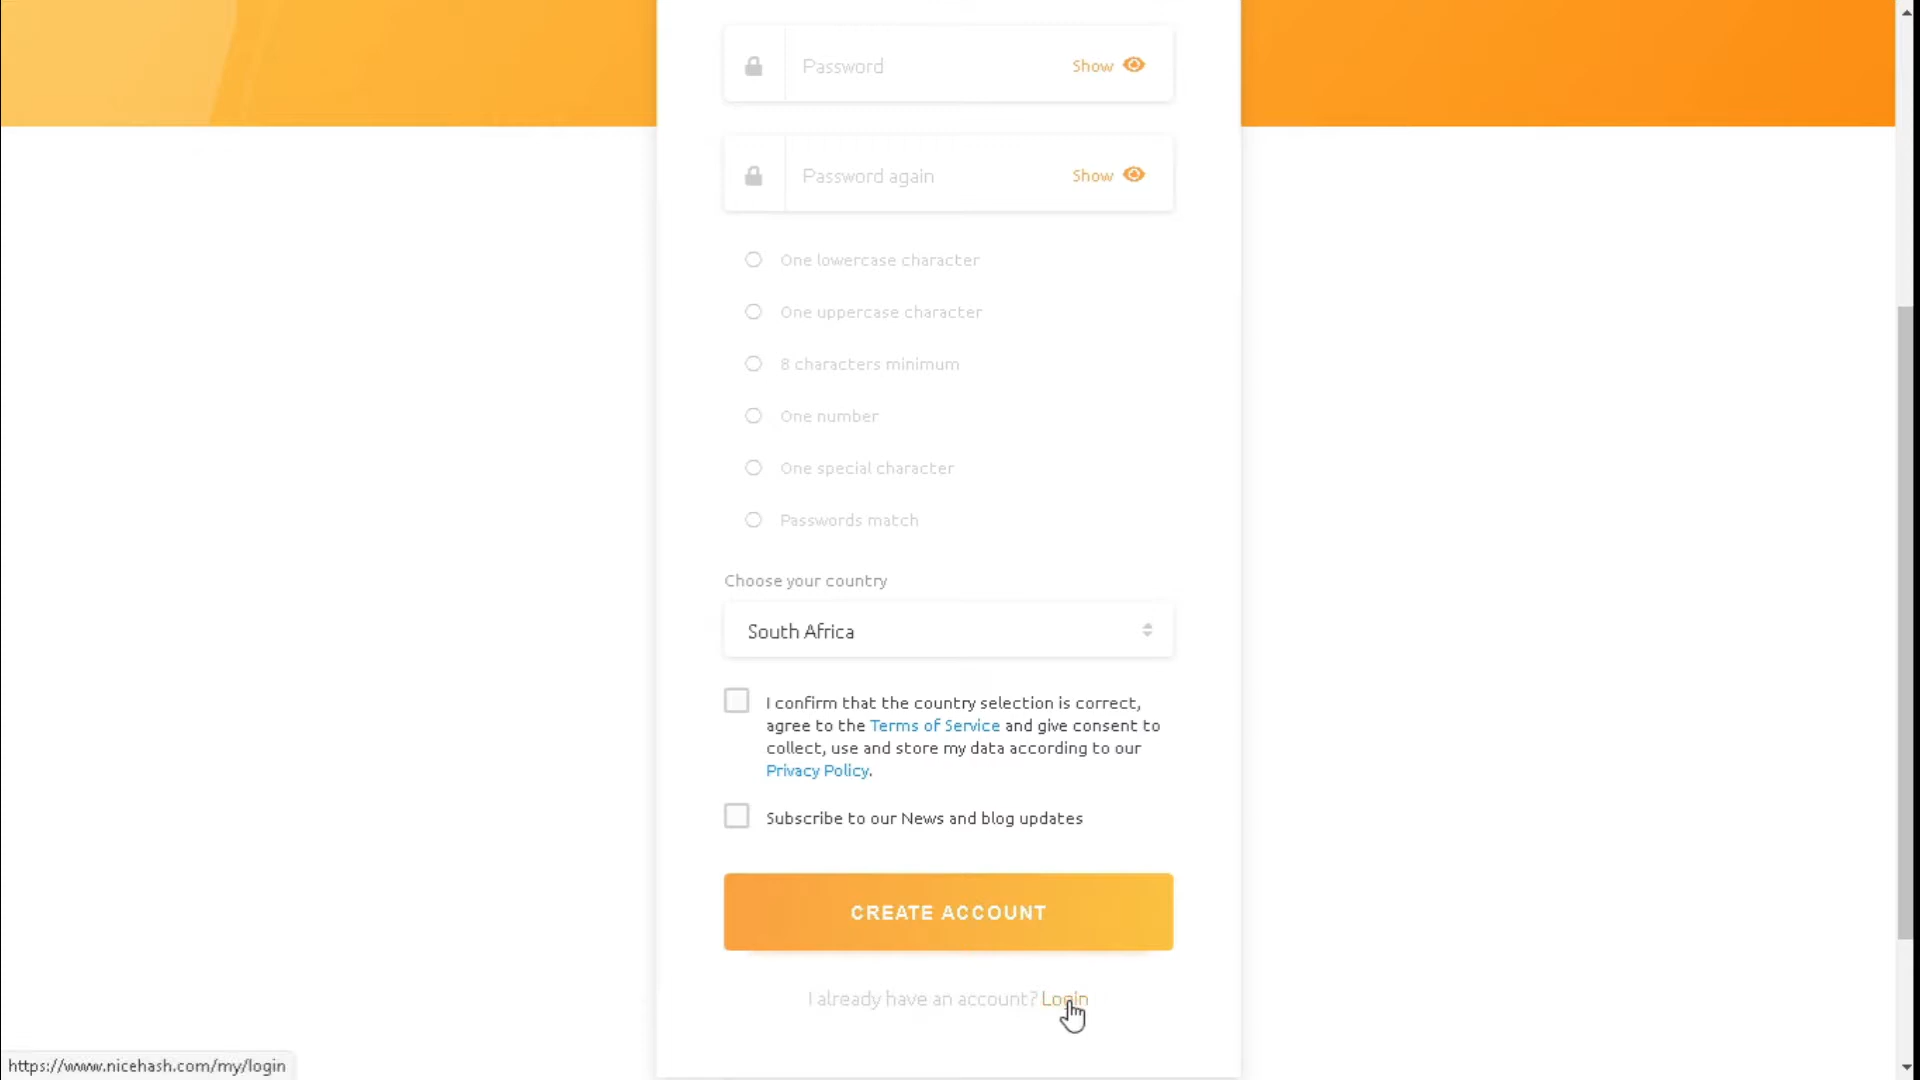 Password Show
Password again Show
One lowercase character
One uppercase character
8 characters minimum
One number
One special character
Passwords match
Choose your country
South Africa
I confirm that the country selection is correct,
agree to the Terms of Service and give consent to
collect, use and store my data according to our
Privacy Policy.
Subscribe to our News and blog updates
CREATE ACCOUNT
I already have an account? Login
https://www.nicehash.com/my/login